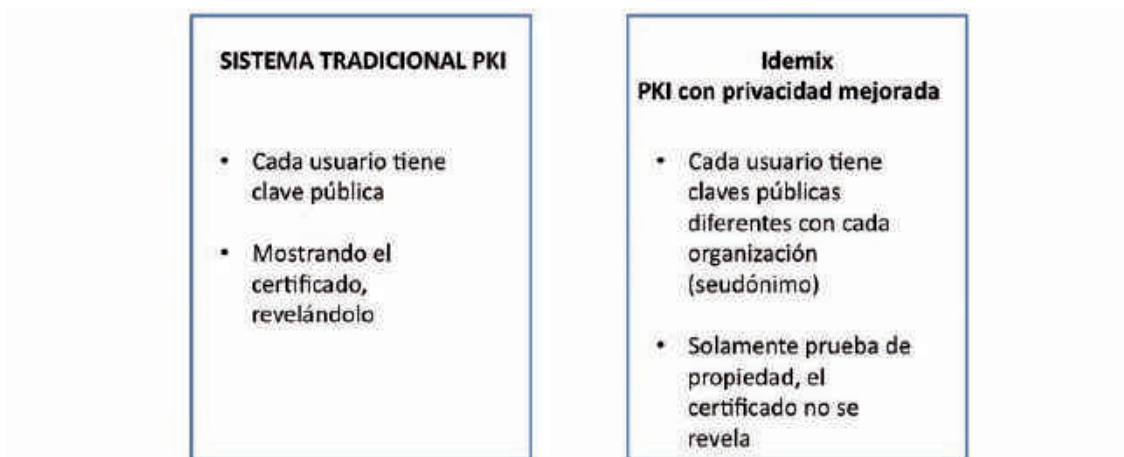 SISTEMA TRADICIONAL PKI
• Cada usuario tiene
clave pública
• Mostrando el
certificado,
revelándolo
Idemix
PKI con privacidad mejorada
• Cada usuario tiene
claves públicas
diferentes con cada
organización
(seudónimo)
• Solamente prueba de
propiedad, el
certificado no se
revela